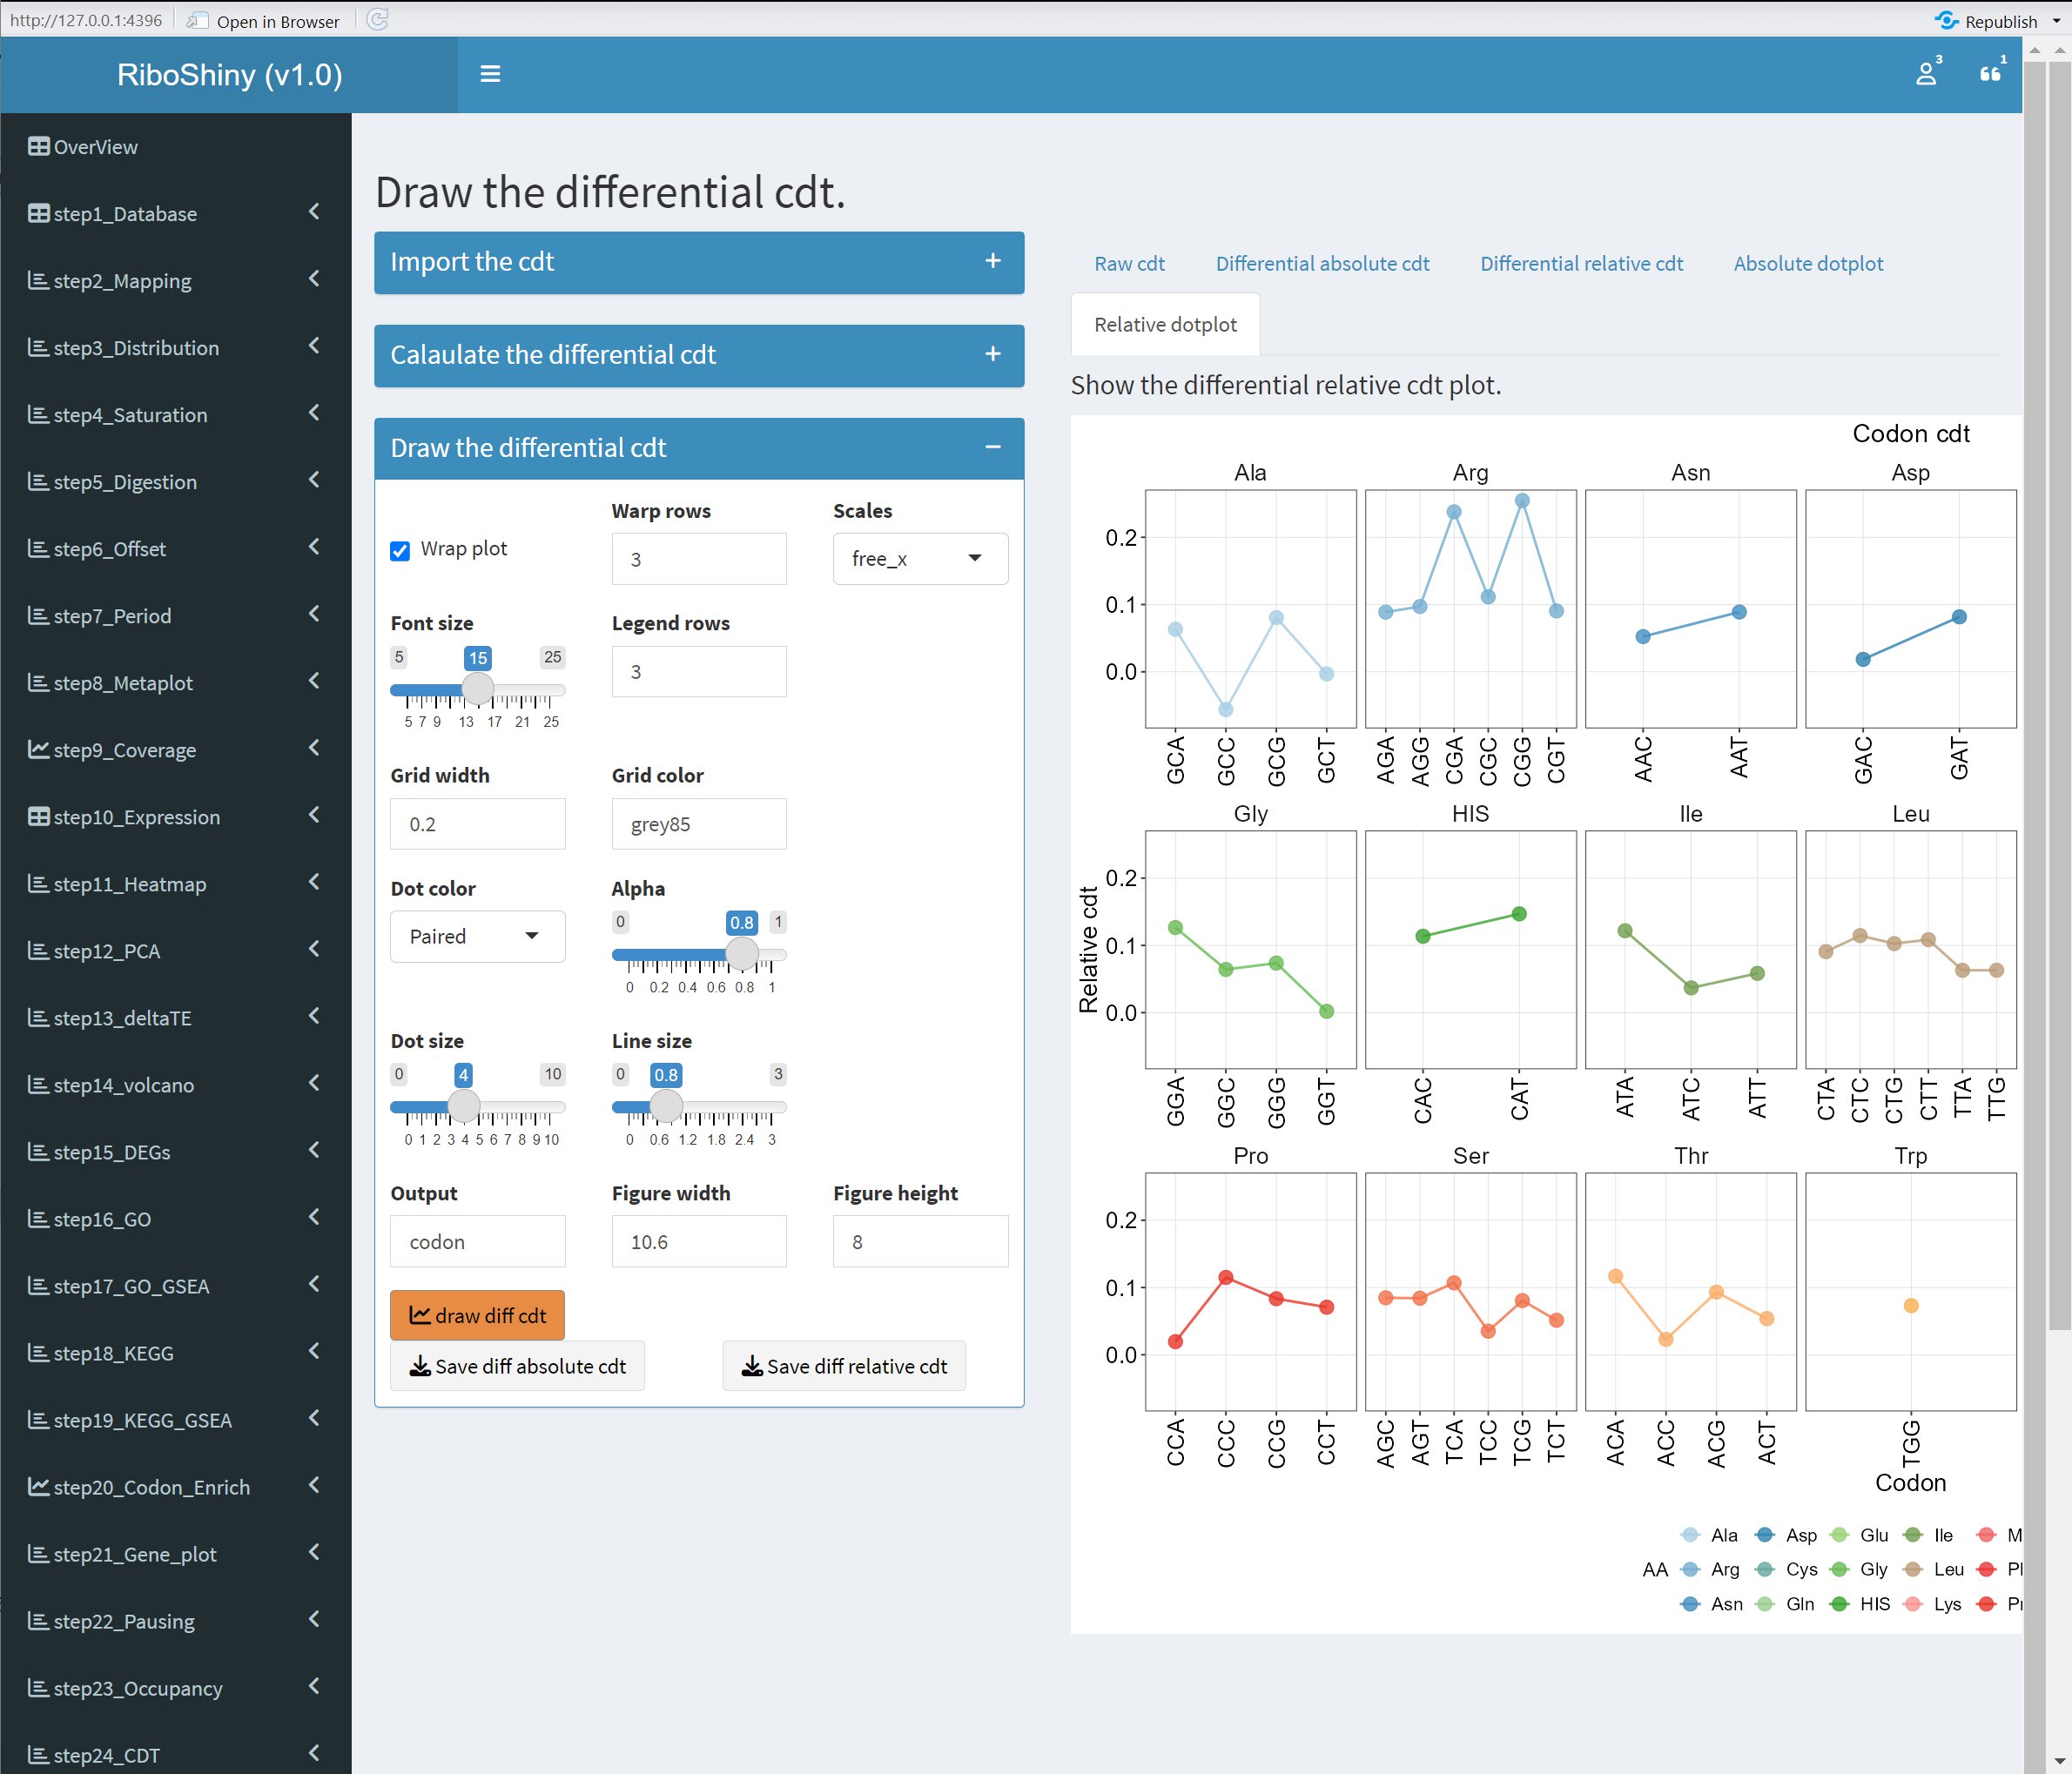 http://127.0.0.1:4396 Open in Browser Republish
RiboShiny (v1.0) 3 1
OverView
step1_Database
step2_Mapping
step3_Distribution
step4_Saturation
step5_Digestion
step6_Offset
step7_Period
step8_Metaplot
step9_Coverage
step10_Expression
step11_Heatmap
step12_PCA
step13_deltaTE
step14_volcano
step15_DEGs
step16_GO
step17_GO_GSEA
step18_KEGG
step19_KEGG_GSEA
step20_Codon_Enrich
step21_Gene_plot
step22_Pausing
step23_Occupancy
step24_CDT
Draw the differential cdt.
Import the cdt
Calaulate the differential cdt
Draw the differential cdt
Wrap plot
Warp rows
3
Scales
free_x
Font size
5 15 25
5 7 9 13 17 21 25
Legend rows
3
Grid width
0.2
Grid color
grey85
Dot color
Paired
Alpha
0 0.8 1
0 0.2 0.4 0.6 0.8 1
Dot size
0 4 10
0 1 2 3 4 5 6 7 8 9 10
Line size
0 0.8 3
0 0.6 1.2 1.8 2.4 3
Output
codon
Figure width
10.6
Figure height
8
draw diff cdt
Save diff absolute cdt
Save diff relative cdt
Raw cdt Differential absolute cdt Differential relative cdt Absolute dotplot
Relative dotplot
Show the differential relative cdt plot.
Codon cdt
Ala Arg Asn Asp
0.2
0.1
0.0
GCA GCC GCG GCT AGA AGG CGA CGC CGG CGT AAC AAT GAC GAT
Gly HIS Ile Leu
0.2
0.1
0.0
Relative cdt
GGA GGC GGG GGT CAC CAT ATA ATC ATT CTA CTC CTG CTT TTA TTG
Pro Ser Thr Trp
0.2
0.1
0.0
CCA CCC CCG CCT AGC AGT TCA TCC TCG TCT ACA ACC ACG ACT TGG
Codon
Ala Asp Glu Ile M
AA Arg Cys Gly Leu
Asn Gln HIS Lys